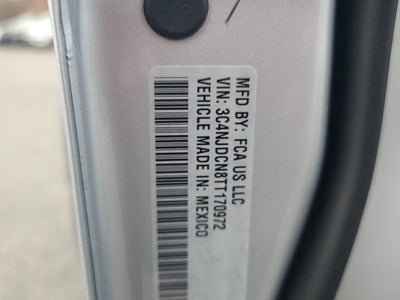 MFD BY: FCA US LLC
VIN: 3C4NJDCN8TT170972
VEHICLE MADE IN: MEXICO